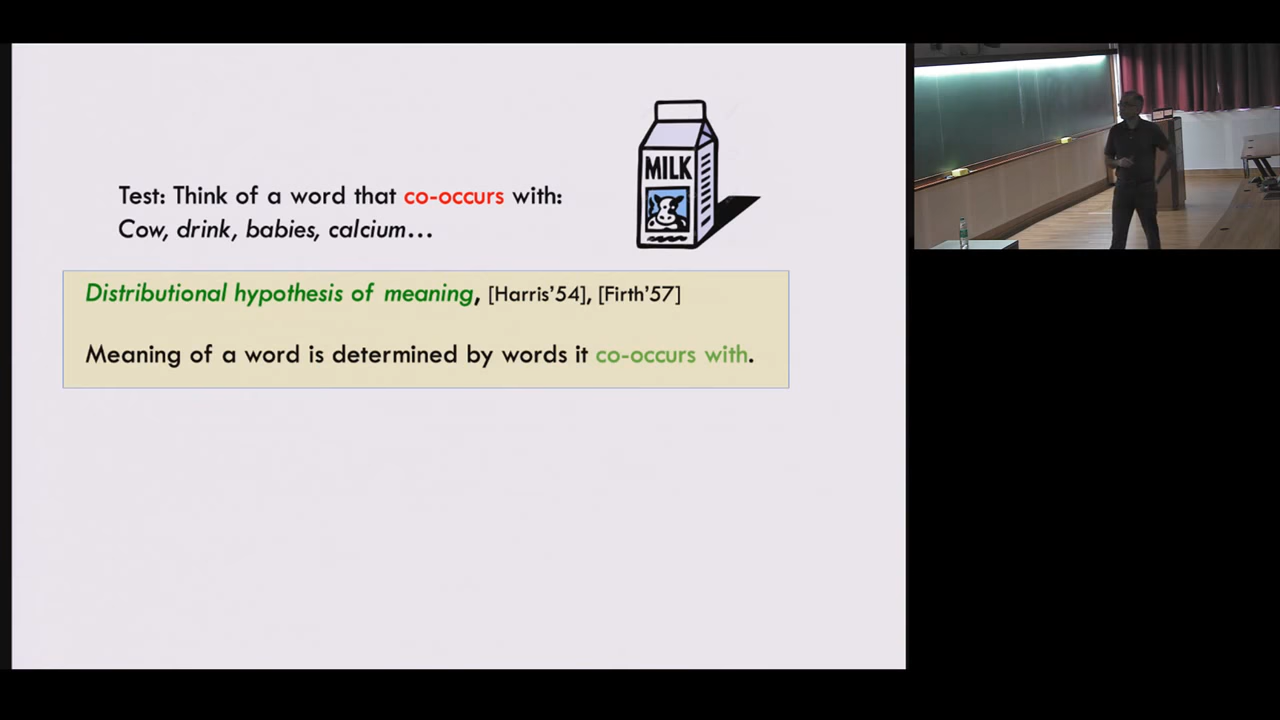 Test: Think of a word that co-occurs with:
Cow, drink, babies, calcium…
MILK
Distributional hypothesis of meaning, [Harris’54], [Firth’57]
Meaning of a word is determined by words it co-occurs with.